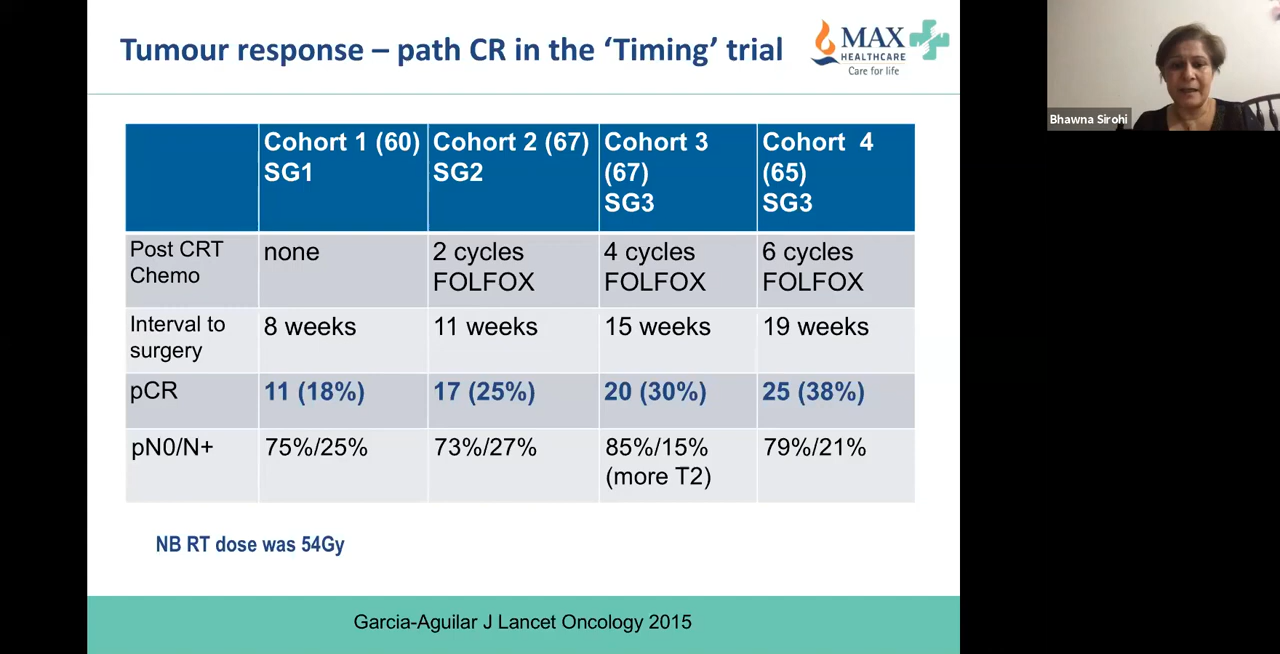 Tumour response – path CR in the ‘Timing’ trial
MAX
HEALTHCARE
Care for life
Bhawna Sirohi
Cohort 1 (60)
SG1
Cohort 2 (67)
SG2
Cohort 3
(67)
SG3
Cohort 4
(65)
SG3
Post CRT
Chemo
none
2 cycles
FOLFOX
4 cycles
FOLFOX
6 cycles
FOLFOX
Interval to
surgery
8 weeks
11 weeks
15 weeks
19 weeks
pCR
11 (18%)
17 (25%)
20 (30%)
25 (38%)
pN0/N+
75%/25%
73%/27%
85%/15%
(more T2)
79%/21%
NB RT dose was 54Gy
Garcia-Aguilar J Lancet Oncology 2015